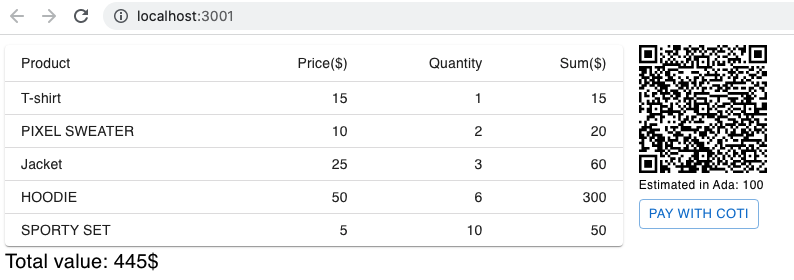 localhost:3001
Product Price($) Quantity Sum($)
T-shirt 15 1 15
PIXEL SWEATER 10 2 20
Jacket 25 3 60
HOODIE 50 6 300
SPORTY SET 5 10 50
Total value: 445$
Estimated in Ada: 100
PAY WITH COTI